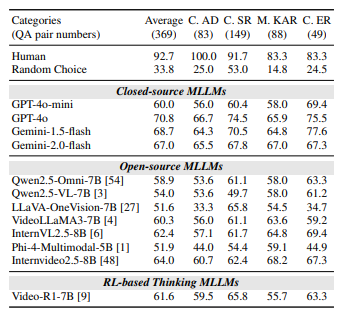 Categories Average C. AD C. SR M. KAR C. ER
(QA pair numbers) (369) (83) (149) (88) (49)
Human 92.7 100.0 91.7 83.3 83.3
Random Choice 33.8 25.0 53.0 14.8 24.5
Closed-source MLLMs
GPT-4o-mini 60.0 56.0 60.4 58.0 69.4
GPT-4o 70.8 66.7 74.5 65.9 75.5
Gemini-1.5-flash 68.7 64.3 70.5 64.8 77.6
Gemini-2.0-flash 67.0 65.5 67.8 67.0 67.3
Open-source MLLMs
Qwen2.5-Omni-7B [54] 58.9 53.6 61.1 58.0 63.3
Qwen2.5-VL-7B [3] 54.0 53.6 49.7 58.0 61.2
LLaVA-OneVision-7B [27] 51.6 33.3 65.8 54.5 34.7
VideoLLaMA3-7B [4] 60.3 56.0 61.1 63.6 59.2
InternVL2.5-8B [6] 62.4 57.1 61.7 64.8 69.4
Phi-4-Multimodal-5B [1] 51.9 44.0 54.4 59.1 44.9
Internvideo2.5-8B [48] 64.0 60.7 62.4 68.2 67.3
RL-based Thinking MLLMs
Video-R1-7B [9] 61.6 59.5 65.8 55.7 63.3